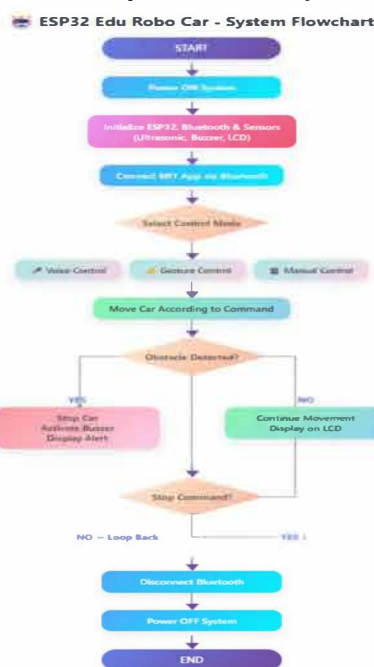 ESP32 Edu Robo Car - System Flowchart
START
Power ON System
Initialize ESP32, Bluetooth & Sensors
(Ultrasonic, Buzzer, LCD)
Connect MIT App via Bluetooth
Select Control Mode
Voice Control
Gesture Control
Manual Control
Move Car According to Command
Obstacle Detected?
YES
NO
Stop Car
Activate Buzzer
Display Alert
Continue Movement
Display on LCD
Stop Command?
NO – Loop Back
YES ↓
Disconnect Bluetooth
Power OFF System
END